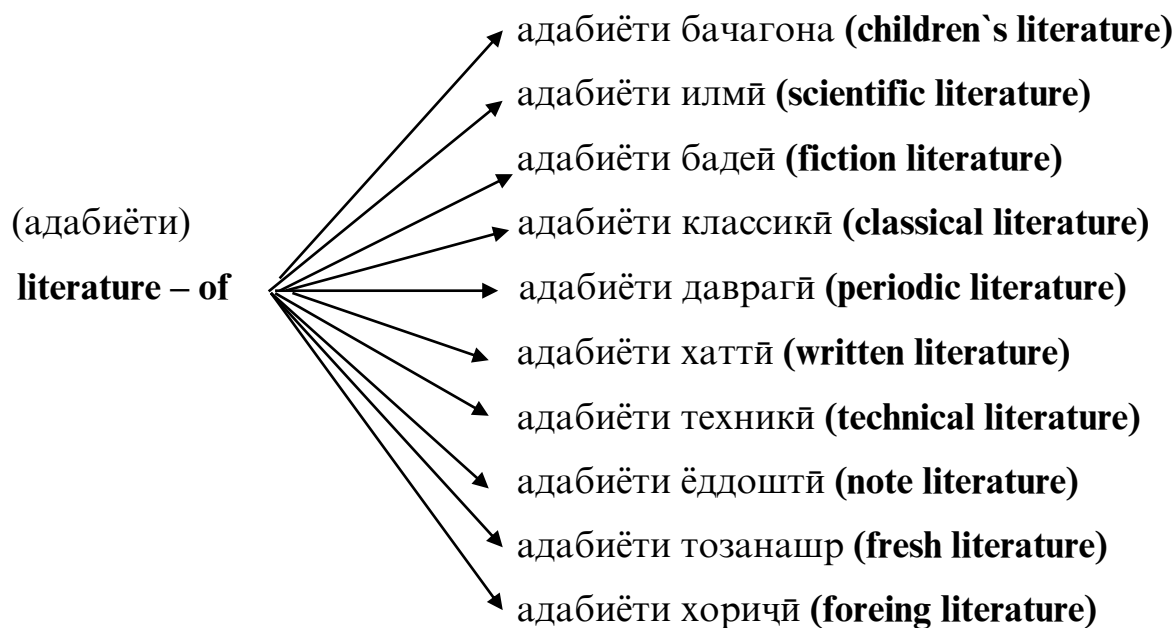 адабиёти бачагона (children`s literature)
адабиёти илмӣ (scientific literature)
адабиёти бадеӣ (fiction literature)
(адабиёти)
адабиёти классикӣ (classical literature)
literature – of
адабиёти даврагӣ (periodic literature)
адабиёти хаттӣ (written literature)
адабиёти техникӣ (technical literature)
адабиёти ёддоштӣ (note literature)
адабиёти тозанашр (fresh literature)
адабиёти хориҷӣ (foreing literature)